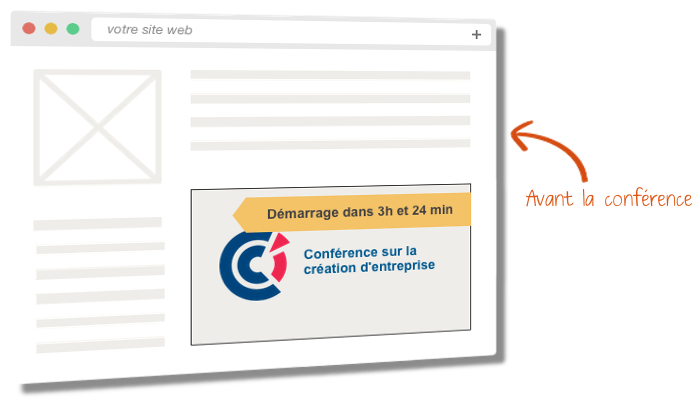 votre site web
Démarrage dans 3h et 24 min
Conférence sur la
création d'entreprise
Avant la conférence